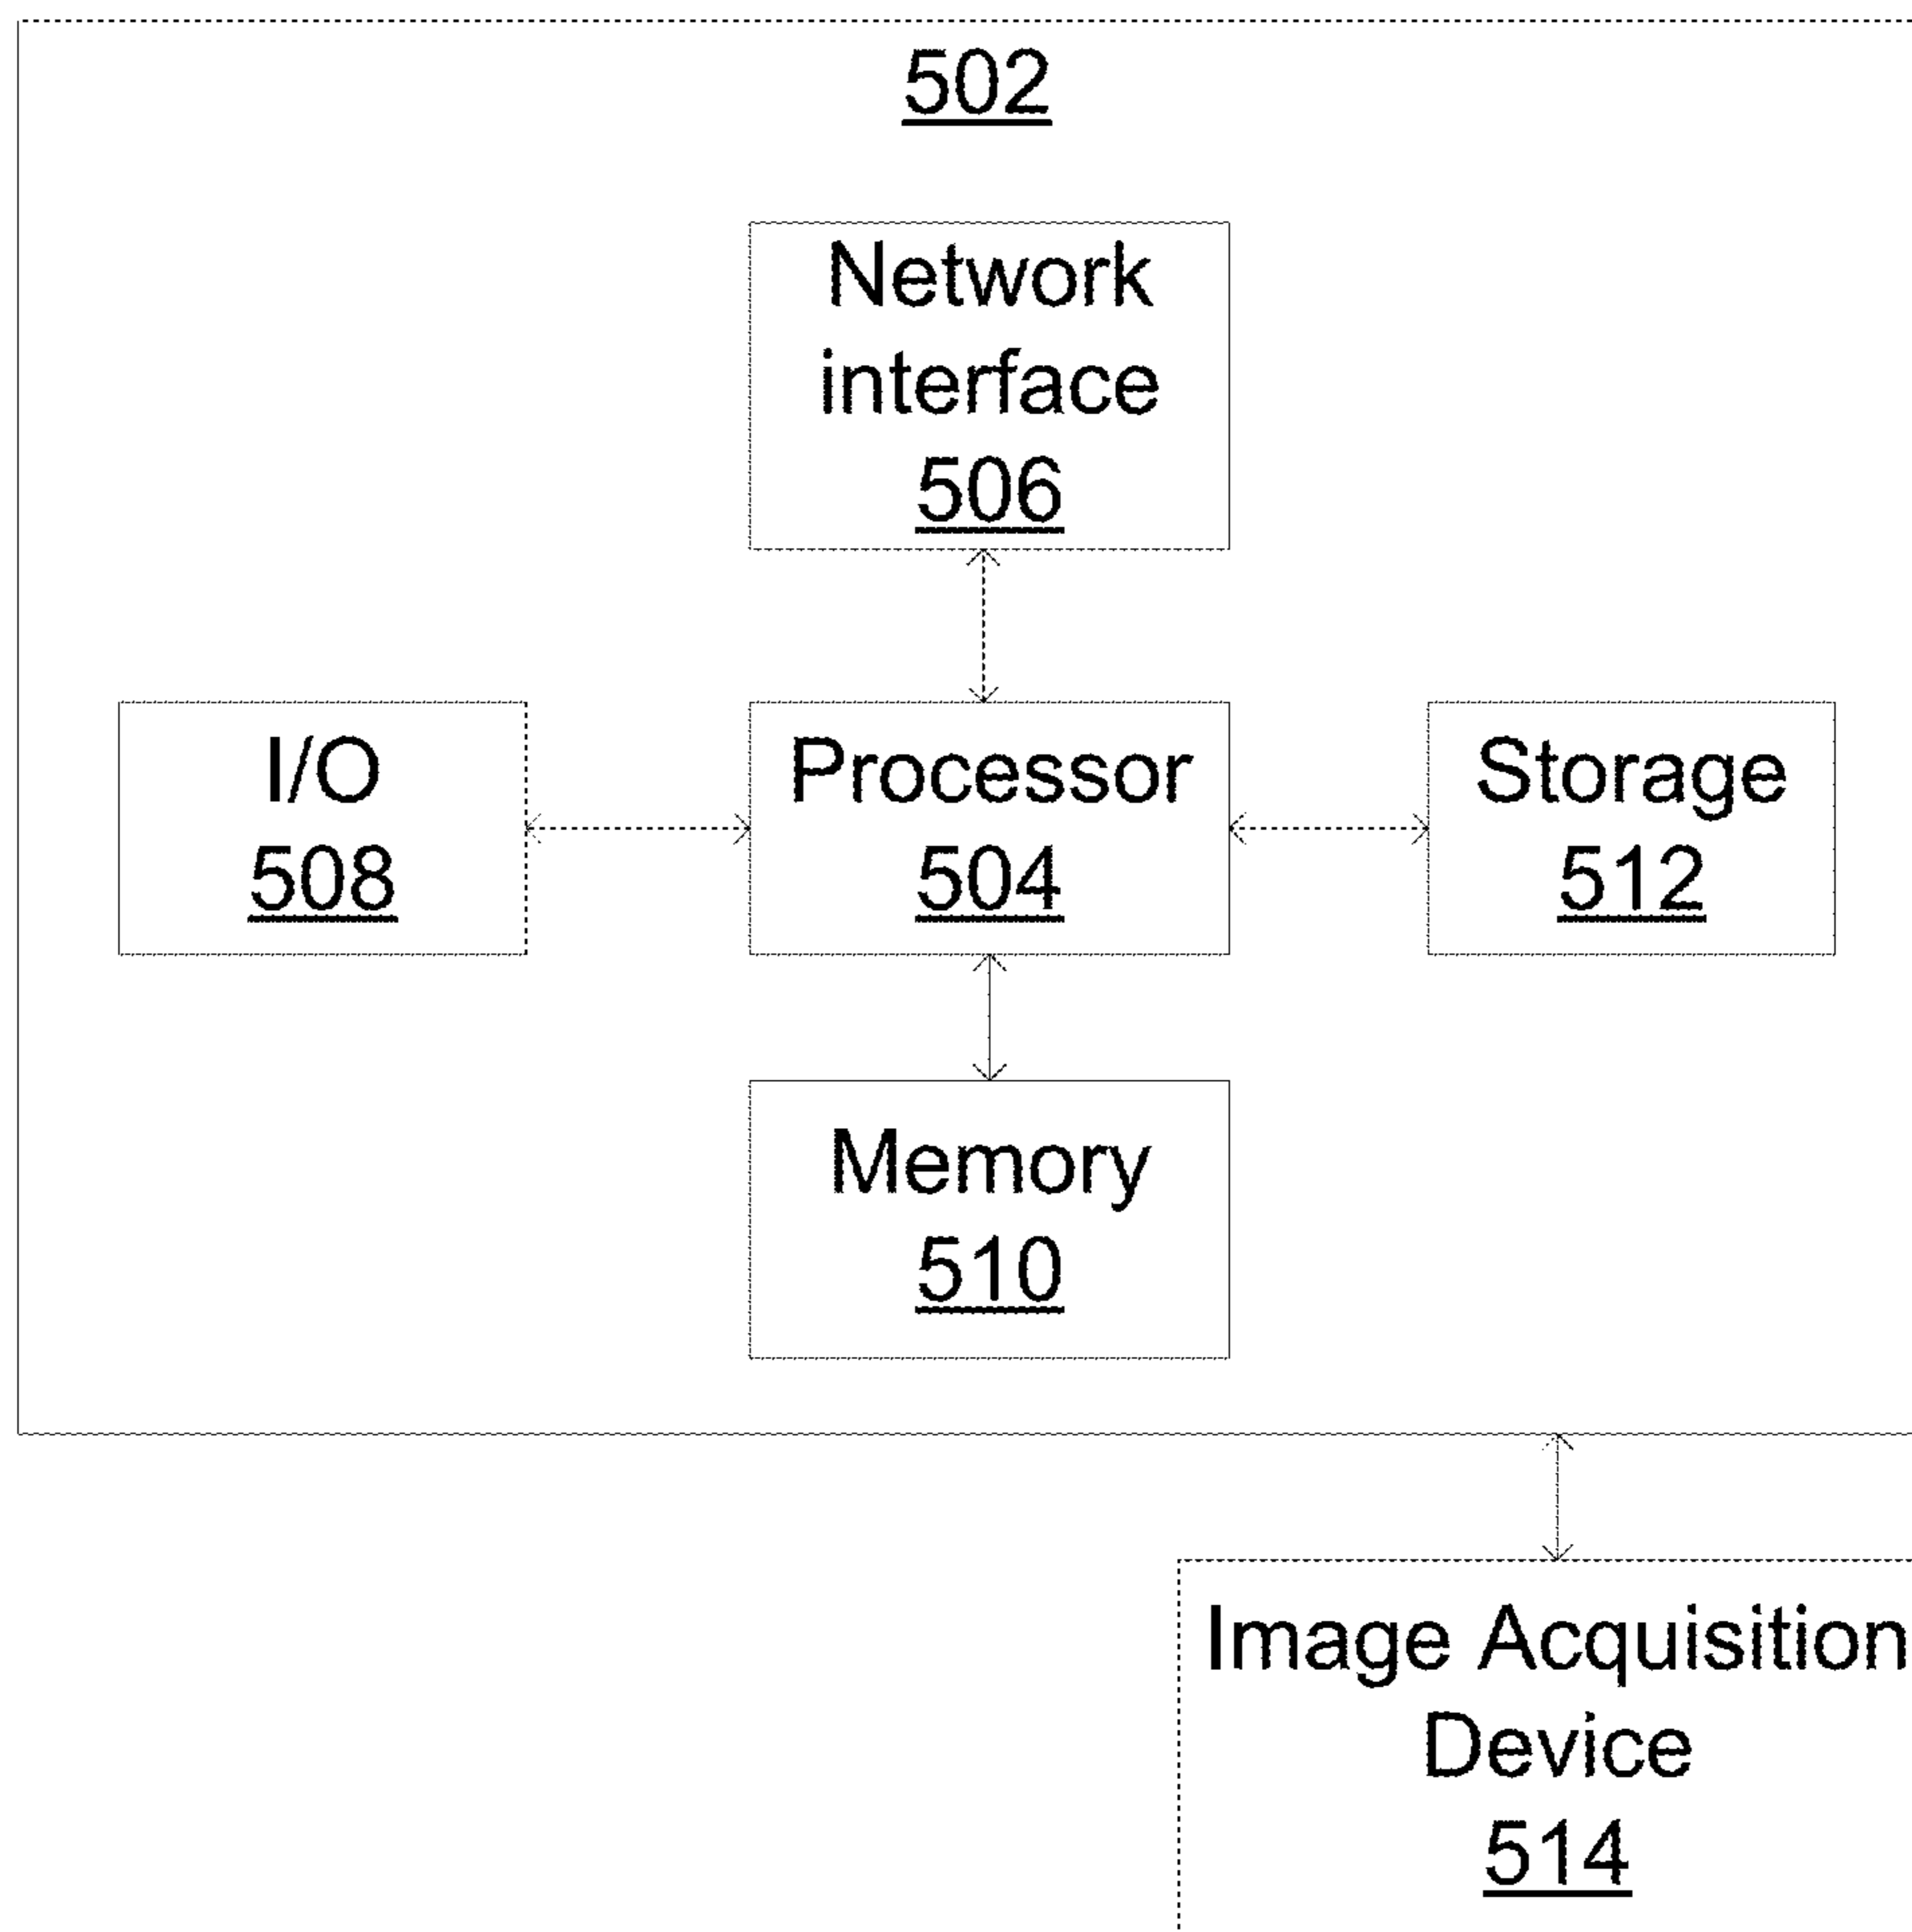 502
Network
interface
506
I/O
508
Processor
504
Storage
512
Memory
510
Image Acquisition
Device
514